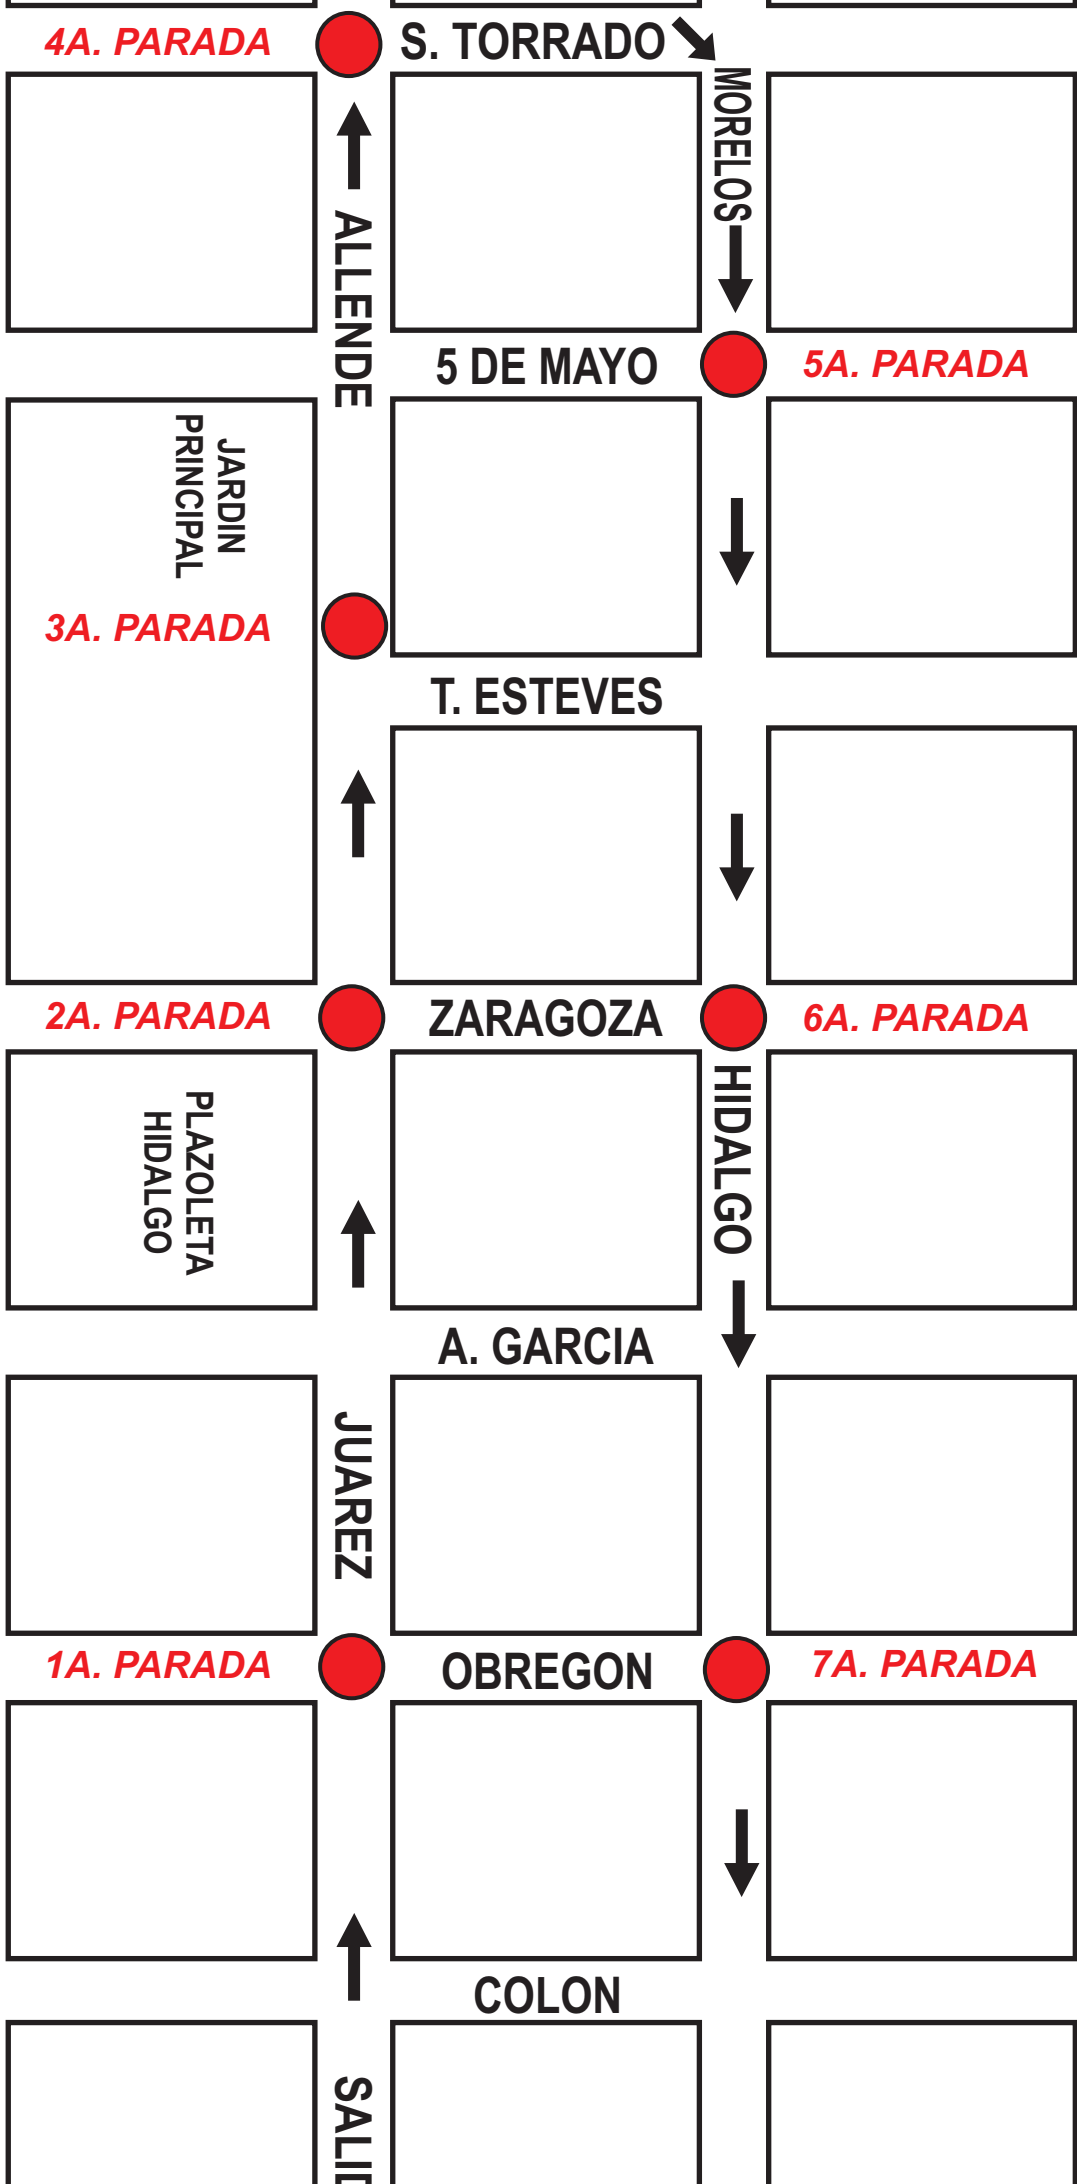 4A. PARADA
S. TORRADO
MORELOS
ALLENDE
5 DE MAYO
5A. PARADA
JARDIN
PRINCIPAL
3A. PARADA
T. ESTEVES
2A. PARADA
ZARAGOZA
6A. PARADA
PLAZOLETA
HIDALGO
HIDALGO
A. GARCIA
JUAREZ
1A. PARADA
OBREGON
7A. PARADA
COLON